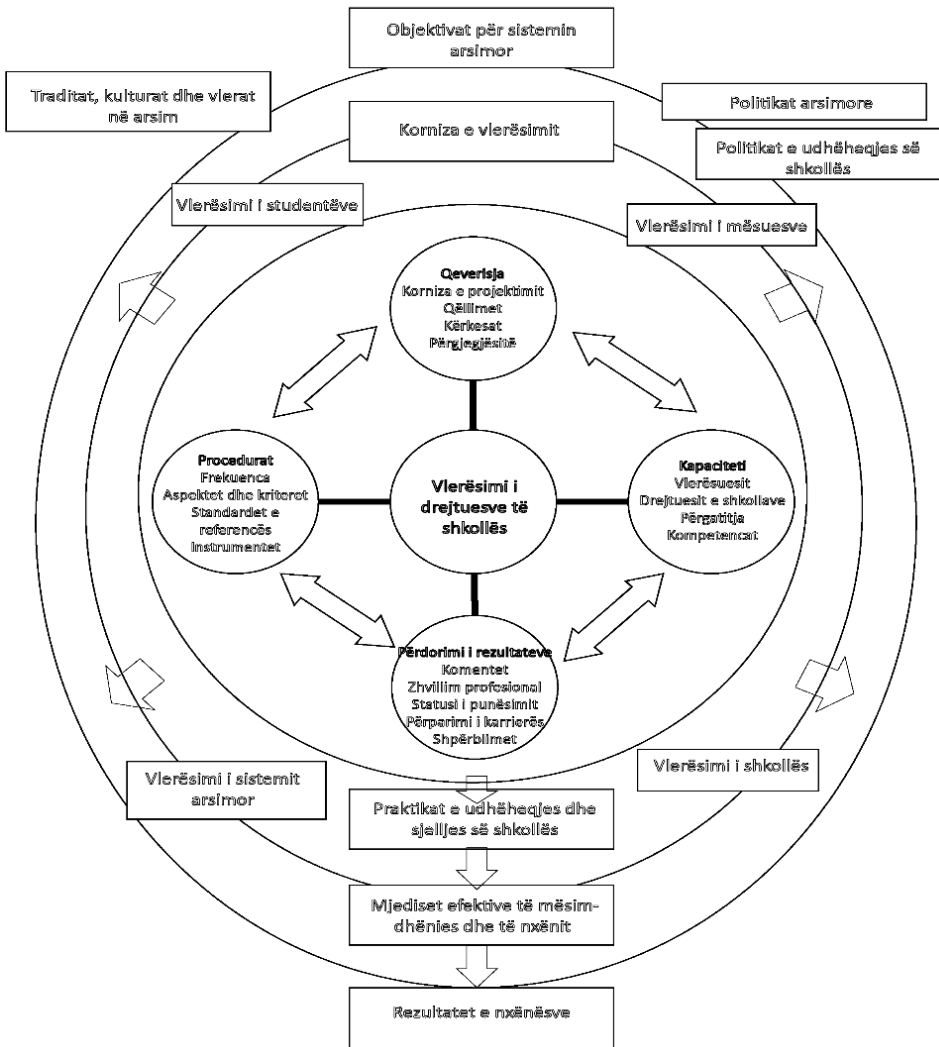 Objektivat për sistemin
arsimor
Traditat, kulturat dhe vlerat
në arsim
Politikat arsimore
Korniza e vlerësimit
Politikat e udhëheqjes së
shkollës
Vlerësimi i studentëve
Vlerësimi i mësuesve
Qeverisja
Korniza e projektimit
Qëllimet
Kërkesat
Përgjegjësitë
Procedurat
Frekuenca
Aspektet dhe kriteret
Standardet e
referencës
Instrumentet
Vlerësimi i
drejtuesve të
shkollës
Kapaciteti
Vlerësuesit
Drejtuesit e shkollave
Përgatitja
Kompetencat
Përdorimi i rezultateve
Komentet
Zhvillim profesional
Statusi i punësimit
Përparimi i karrierës
Shpërblimet
Vlerësimi i sistemit
arsimor
Vlerësimi i shkollës
Praktikat e udhëheqjes dhe
sjelljes së shkollës
Mjediset efektive të mësim-
dhënies dhe të nxënit
Rezultatet e nxënësve